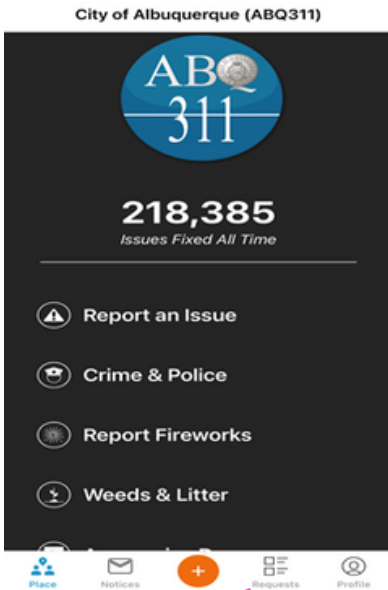 City of Albuquerque (ABQ311)
ABQ
311
218,385
Issues Fixed All Time
Report an Issue
Crime & Police
Report Fireworks
Weeds & Litter
Place
Notices
+
Requests
Profile